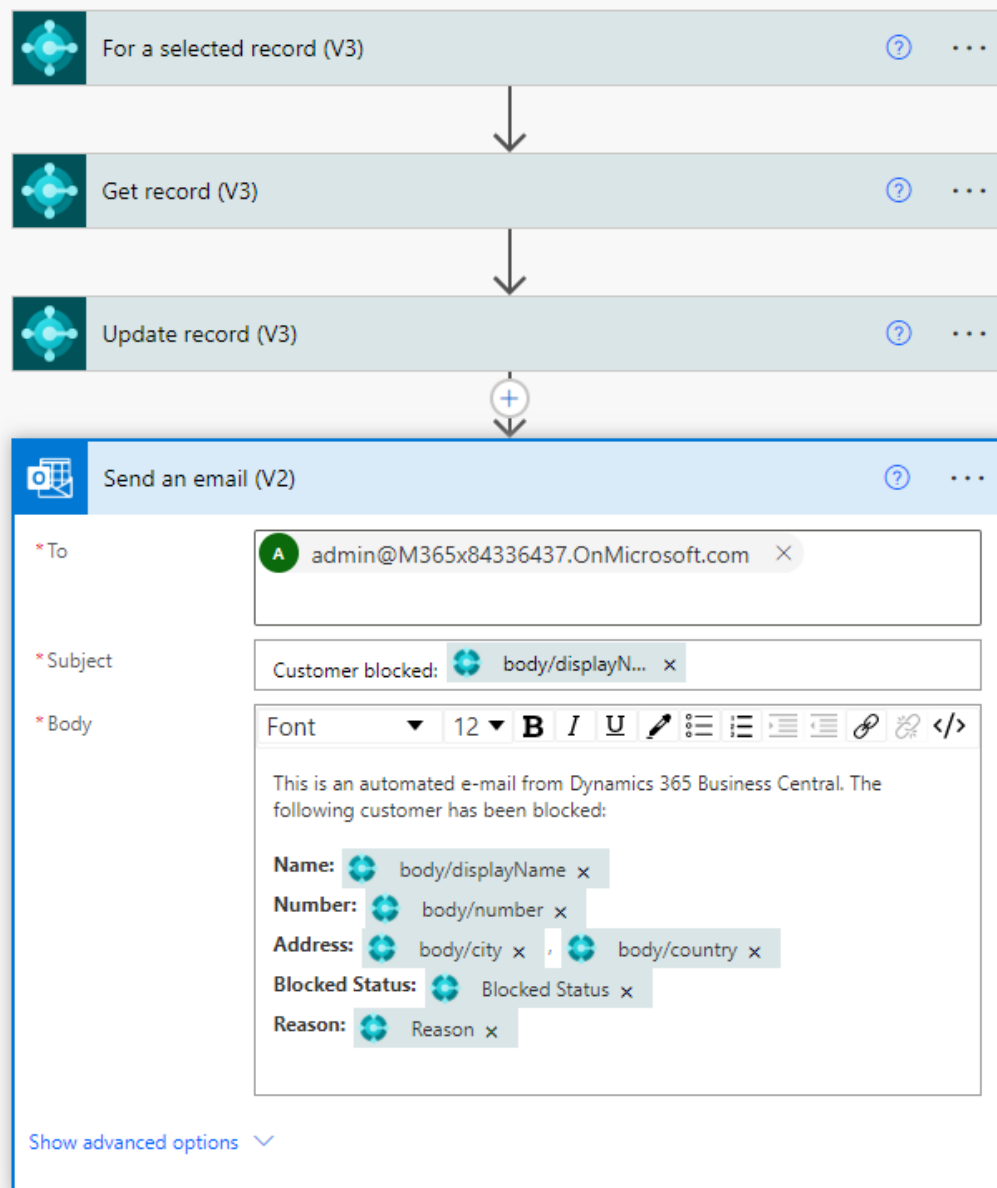 For a selected record (V3)
Get record (V3)
Update record (V3)
Send an email (V2)
* To
A admin@M365x84336437.OnMicrosoft.com ×
* Subject
Customer blocked: body/displayN... ×
* Body
Font 12 B I U </>
This is an automated e-mail from Dynamics 365 Business Central. The
following customer has been blocked:
Name: body/displayName ×
Number: body/number ×
Address: body/city × , body/country ×
Blocked Status: Blocked Status ×
Reason: Reason ×
Show advanced options